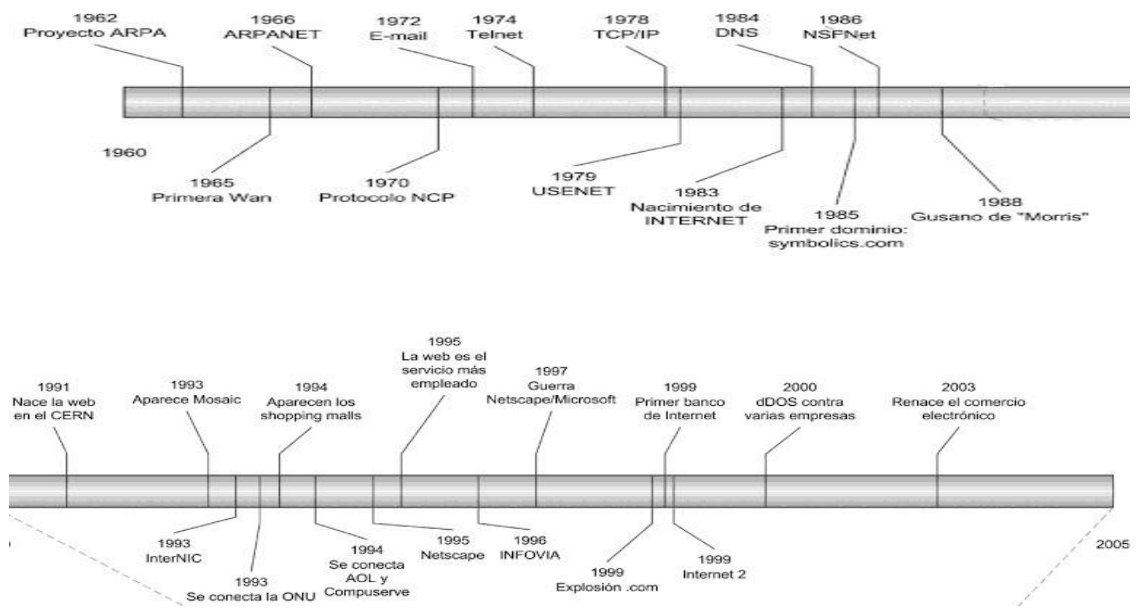 1962
Proyecto ARPA
1966
ARPANET
1972
E-mail
1974
Telnet
1978
TCP/IP
1984
DNS
1986
NSFNet
1960
1965
Primera Wan
1970
Protocolo NCP
1979
USENET
1983
Nacimiento de
INTERNET
1985
Primer dominio:
symbolics.com
1988
Gusano de "Morris"
1991
Nace la web
en el CERN
1993
Aparece Mosaic
1994
Aparecen los
shopping malls
1995
La web es el
servicio más
empleado
1997
Guerra
Netscape/Microsoft
1999
Primer banco
de Internet
2000
dDOS contra
varias empresas
2003
Renace el comercio
electrónico
1993
InterNIC
1993
Se conecta la ONU
1994
Se conecta
AOL y
Compuserve
1995
Netscape
1996
INFOVIA
1999
Explosión .com
1999
Internet 2
2005